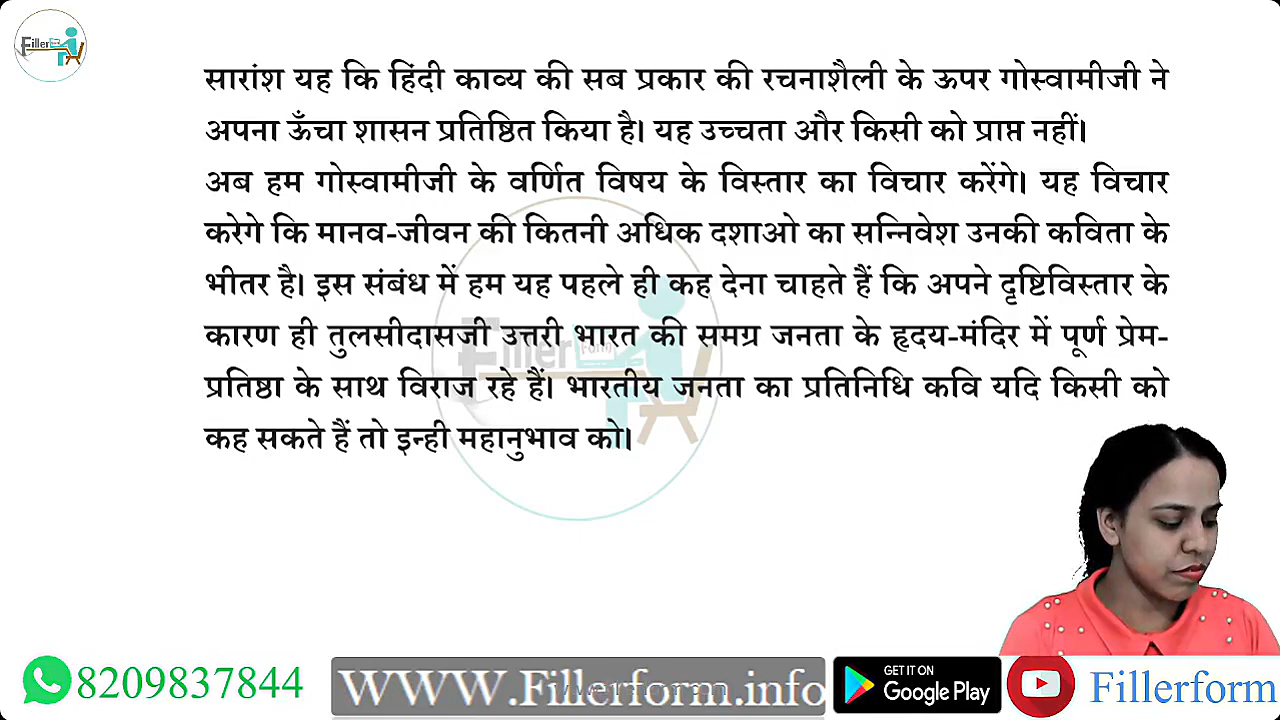 सारांश यह कि हिंदी काव्य की सब प्रकार की रचनाशैली के ऊपर गोस्वामीजी ने
अपना ऊँचा शासन प्रतिष्ठित किया है। यह उच्चता और किसी को प्राप्त नहीं।
अब हम गोस्वामीजी के वर्णित विषय के विस्तार का विचार करेंगे। यह विचार
करेगे कि मानव-जीवन की कितनी अधिक दशाओ का सन्निवेश उनकी कविता के
भीतर है। इस संबंध में हम यह पहले ही कह देना चाहते हैं कि अपने दृष्टिविस्तार के
कारण ही तुलसीदासजी उत्तरी भारत की समग्र जनता के हृदय-मंदिर में पूर्ण प्रेम-
प्रतिष्ठा के साथ विराज रहे हैं। भारतीय जनता का प्रतिनिधि कवि यदि किसी को
कह सकते हैं तो इन्ही महानुभाव को।
Filler Form
8209837844
WWW.Fillerform.info
GET IT ON
Google Play
Fillerform